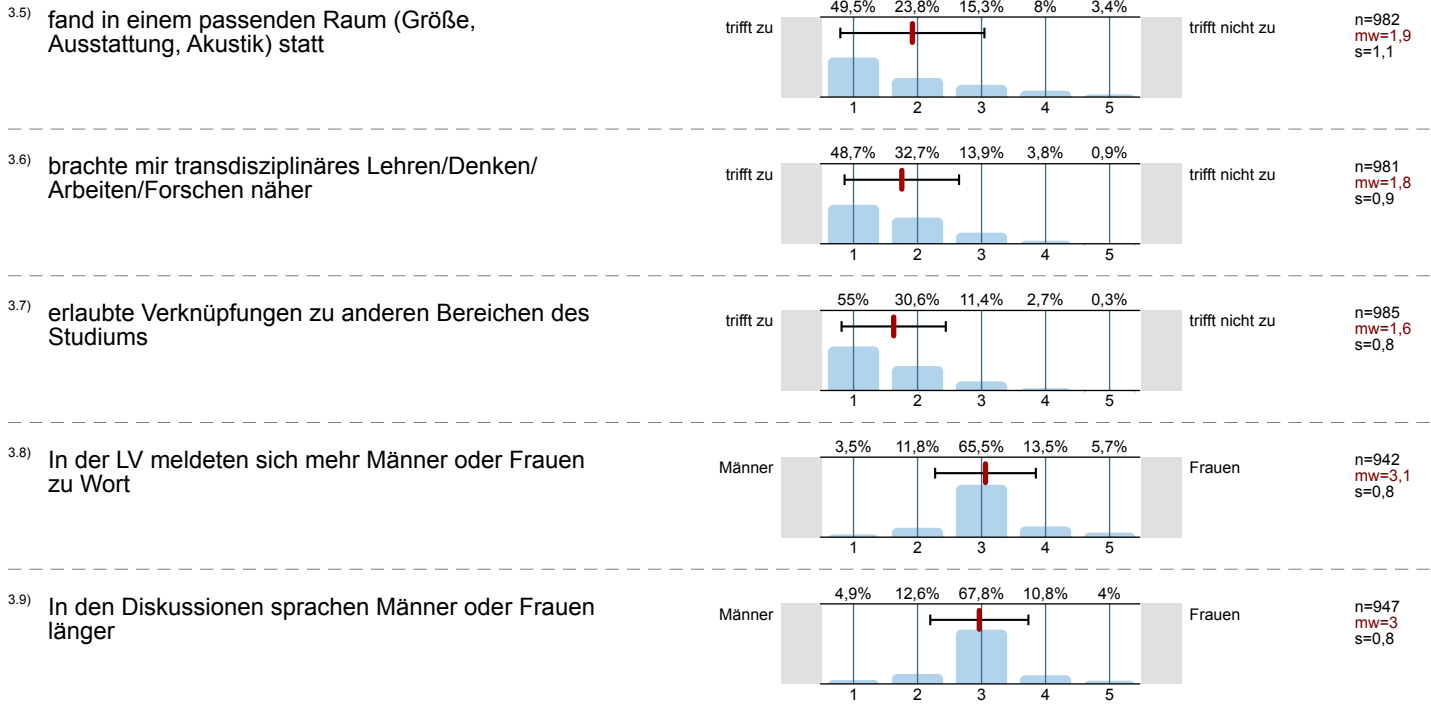 3.5) fand in einem passenden Raum (Größe,
Ausstattung, Akustik) statt
49,5% 23,8% 15,3% 8% 3,4%
trifft zu
trifft nicht zu
1 2 3 4 5
n=982
mw=1,9
s=1,1
3.6) brachte mir transdisziplinäres Lehren/Denken/
Arbeiten/Forschen näher
48,7% 32,7% 13,9% 3,8% 0,9%
trifft zu
trifft nicht zu
1 2 3 4 5
n=981
mw=1,8
s=0,9
3.7) erlaubte Verknüpfungen zu anderen Bereichen des
Studiums
55% 30,6% 11,4% 2,7% 0,3%
trifft zu
trifft nicht zu
1 2 3 4 5
n=985
mw=1,6
s=0,8
3.8) In der LV meldeten sich mehr Männer oder Frauen
zu Wort
3,5% 11,8% 65,5% 13,5% 5,7%
Männer
Frauen
1 2 3 4 5
n=942
mw=3,1
s=0,8
3.9) In den Diskussionen sprachen Männer oder Frauen
länger
4,9% 12,6% 67,8% 10,8% 4%
Männer
Frauen
1 2 3 4 5
n=947
mw=3
s=0,8